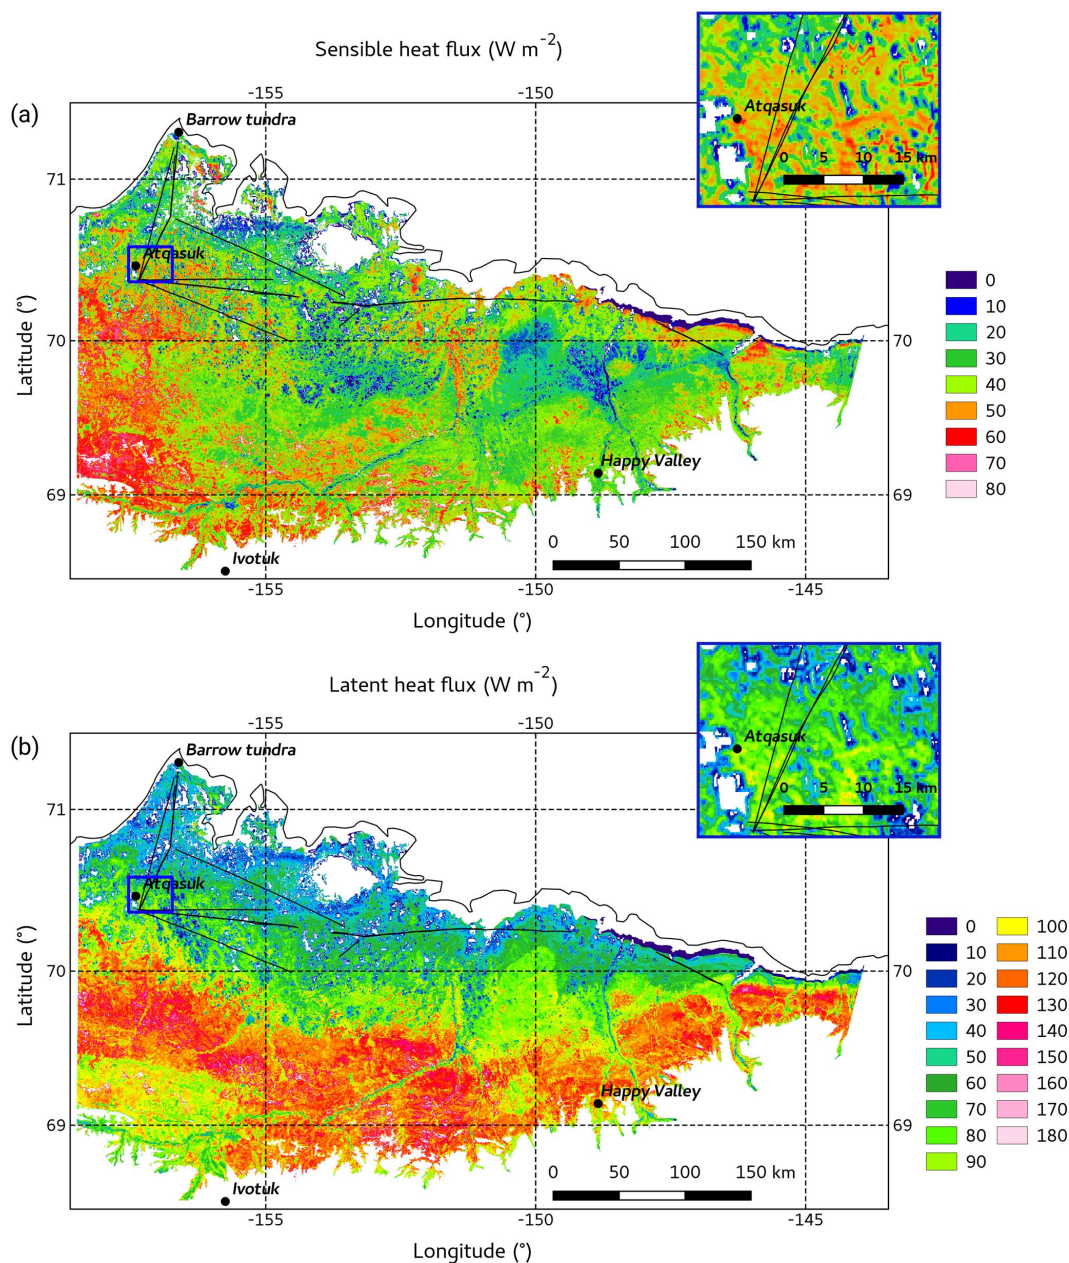 Sensible heat flux (W m-2)
(a)
-155
-150
Barrow tundra
Atqasuk
0
5
10
15 km
71
71
Atqasuk
70
70
Latitude (°)
0
10
20
30
40
50
60
70
80
Happy Valley
69
69
Ivotuk
0
50
100
150 km
-155
-150
-145
Longitude (°)
Latent heat flux (W m-2)
(b)
-155
-150
Barrow tundra
Atqasuk
0
5
10
15 km
71
Atqasuk
70
70
Latitude (°)
0
10
20
30
40
50
60
70
80
90
100
110
120
130
140
150
160
170
180
Happy Valley
69
69
Ivotuk
0
50
100
150 km
-155
-150
-145
Longitude (°)